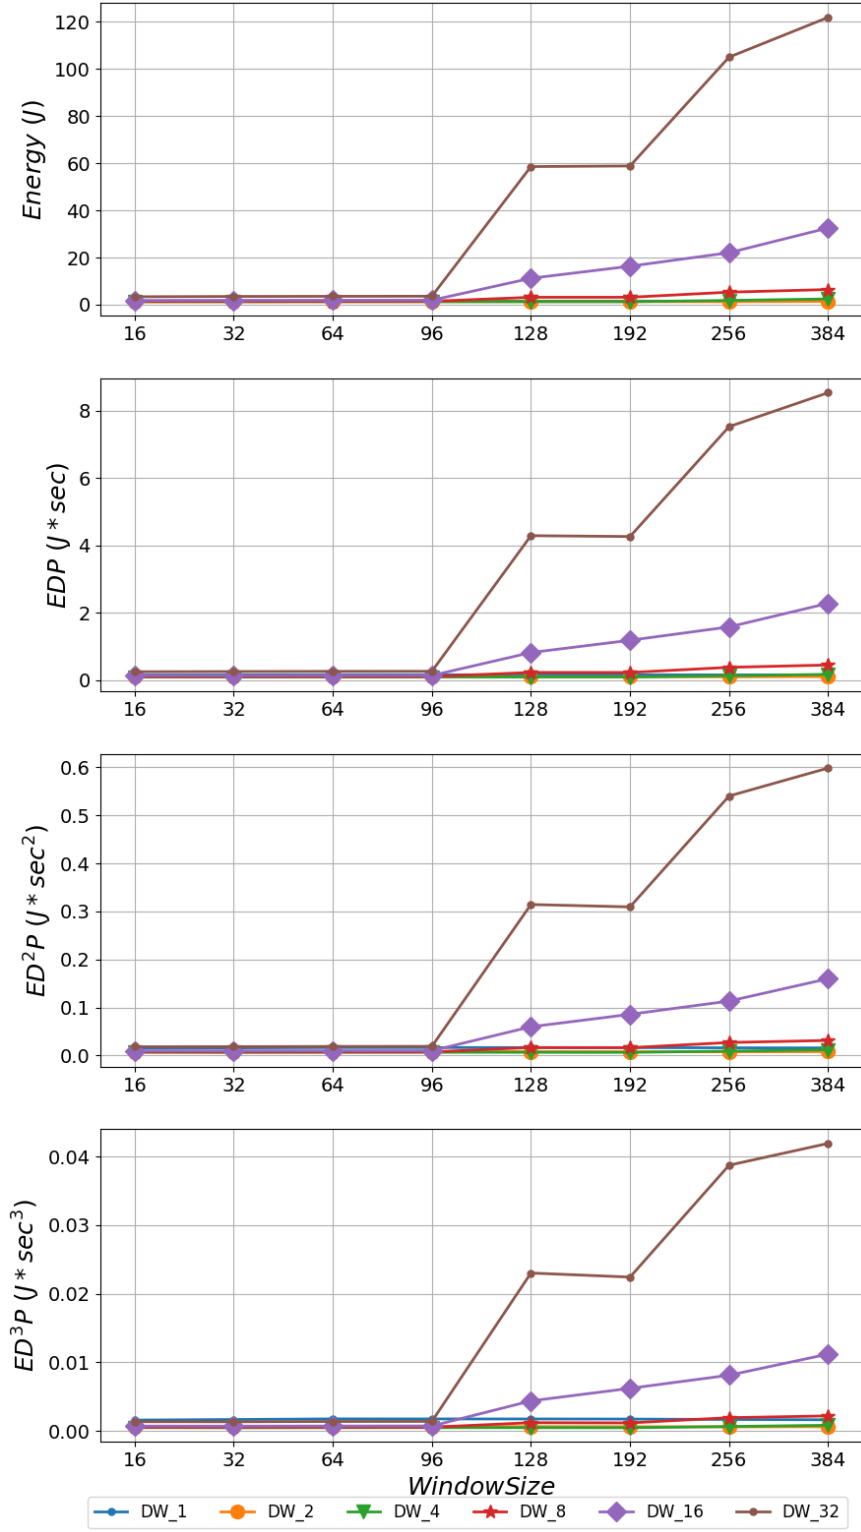 Energy (J)
120
100
80
60
40
20
0
16 32 64 96 128 192 256 384
EDP (J * sec)
8
6
4
2
0
16 32 64 96 128 192 256 384
ED²P (J * sec²)
0.6
0.5
0.4
0.3
0.2
0.1
0.0
16 32 64 96 128 192 256 384
ED³P (J * sec³)
0.04
0.03
0.02
0.01
0.00
16 32 64 96 128 192 256 384
WindowSize
DW_1 DW_2 DW_4 DW_8 DW_16 DW_32